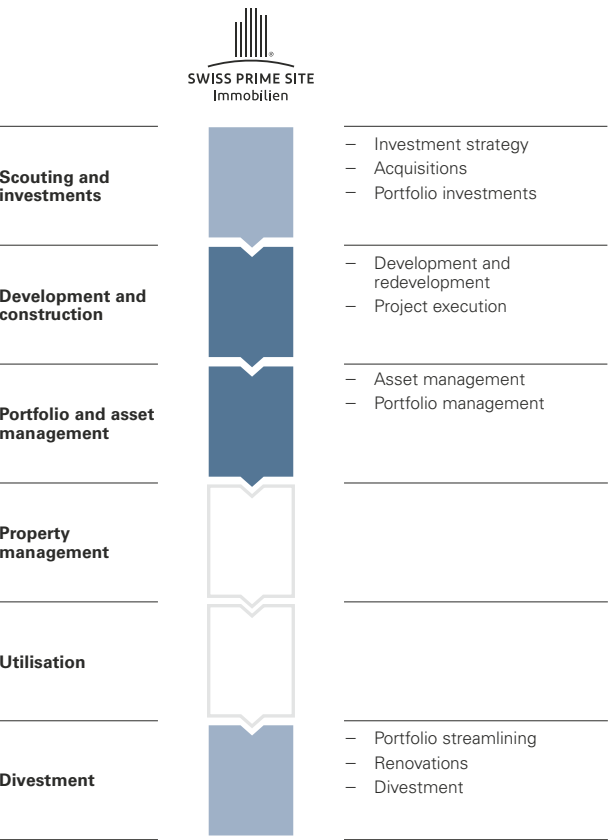 SWISS PRIME SITE
Immobilien
Scouting and
investments
– Investment strategy
– Acquisitions
– Portfolio investments
Development and
construction
– Development and
redevelopment
– Project execution
Portfolio and asset
management
– Asset management
– Portfolio management
Property
management
Utilisation
Divestment
– Portfolio streamlining
– Renovations
– Divestment